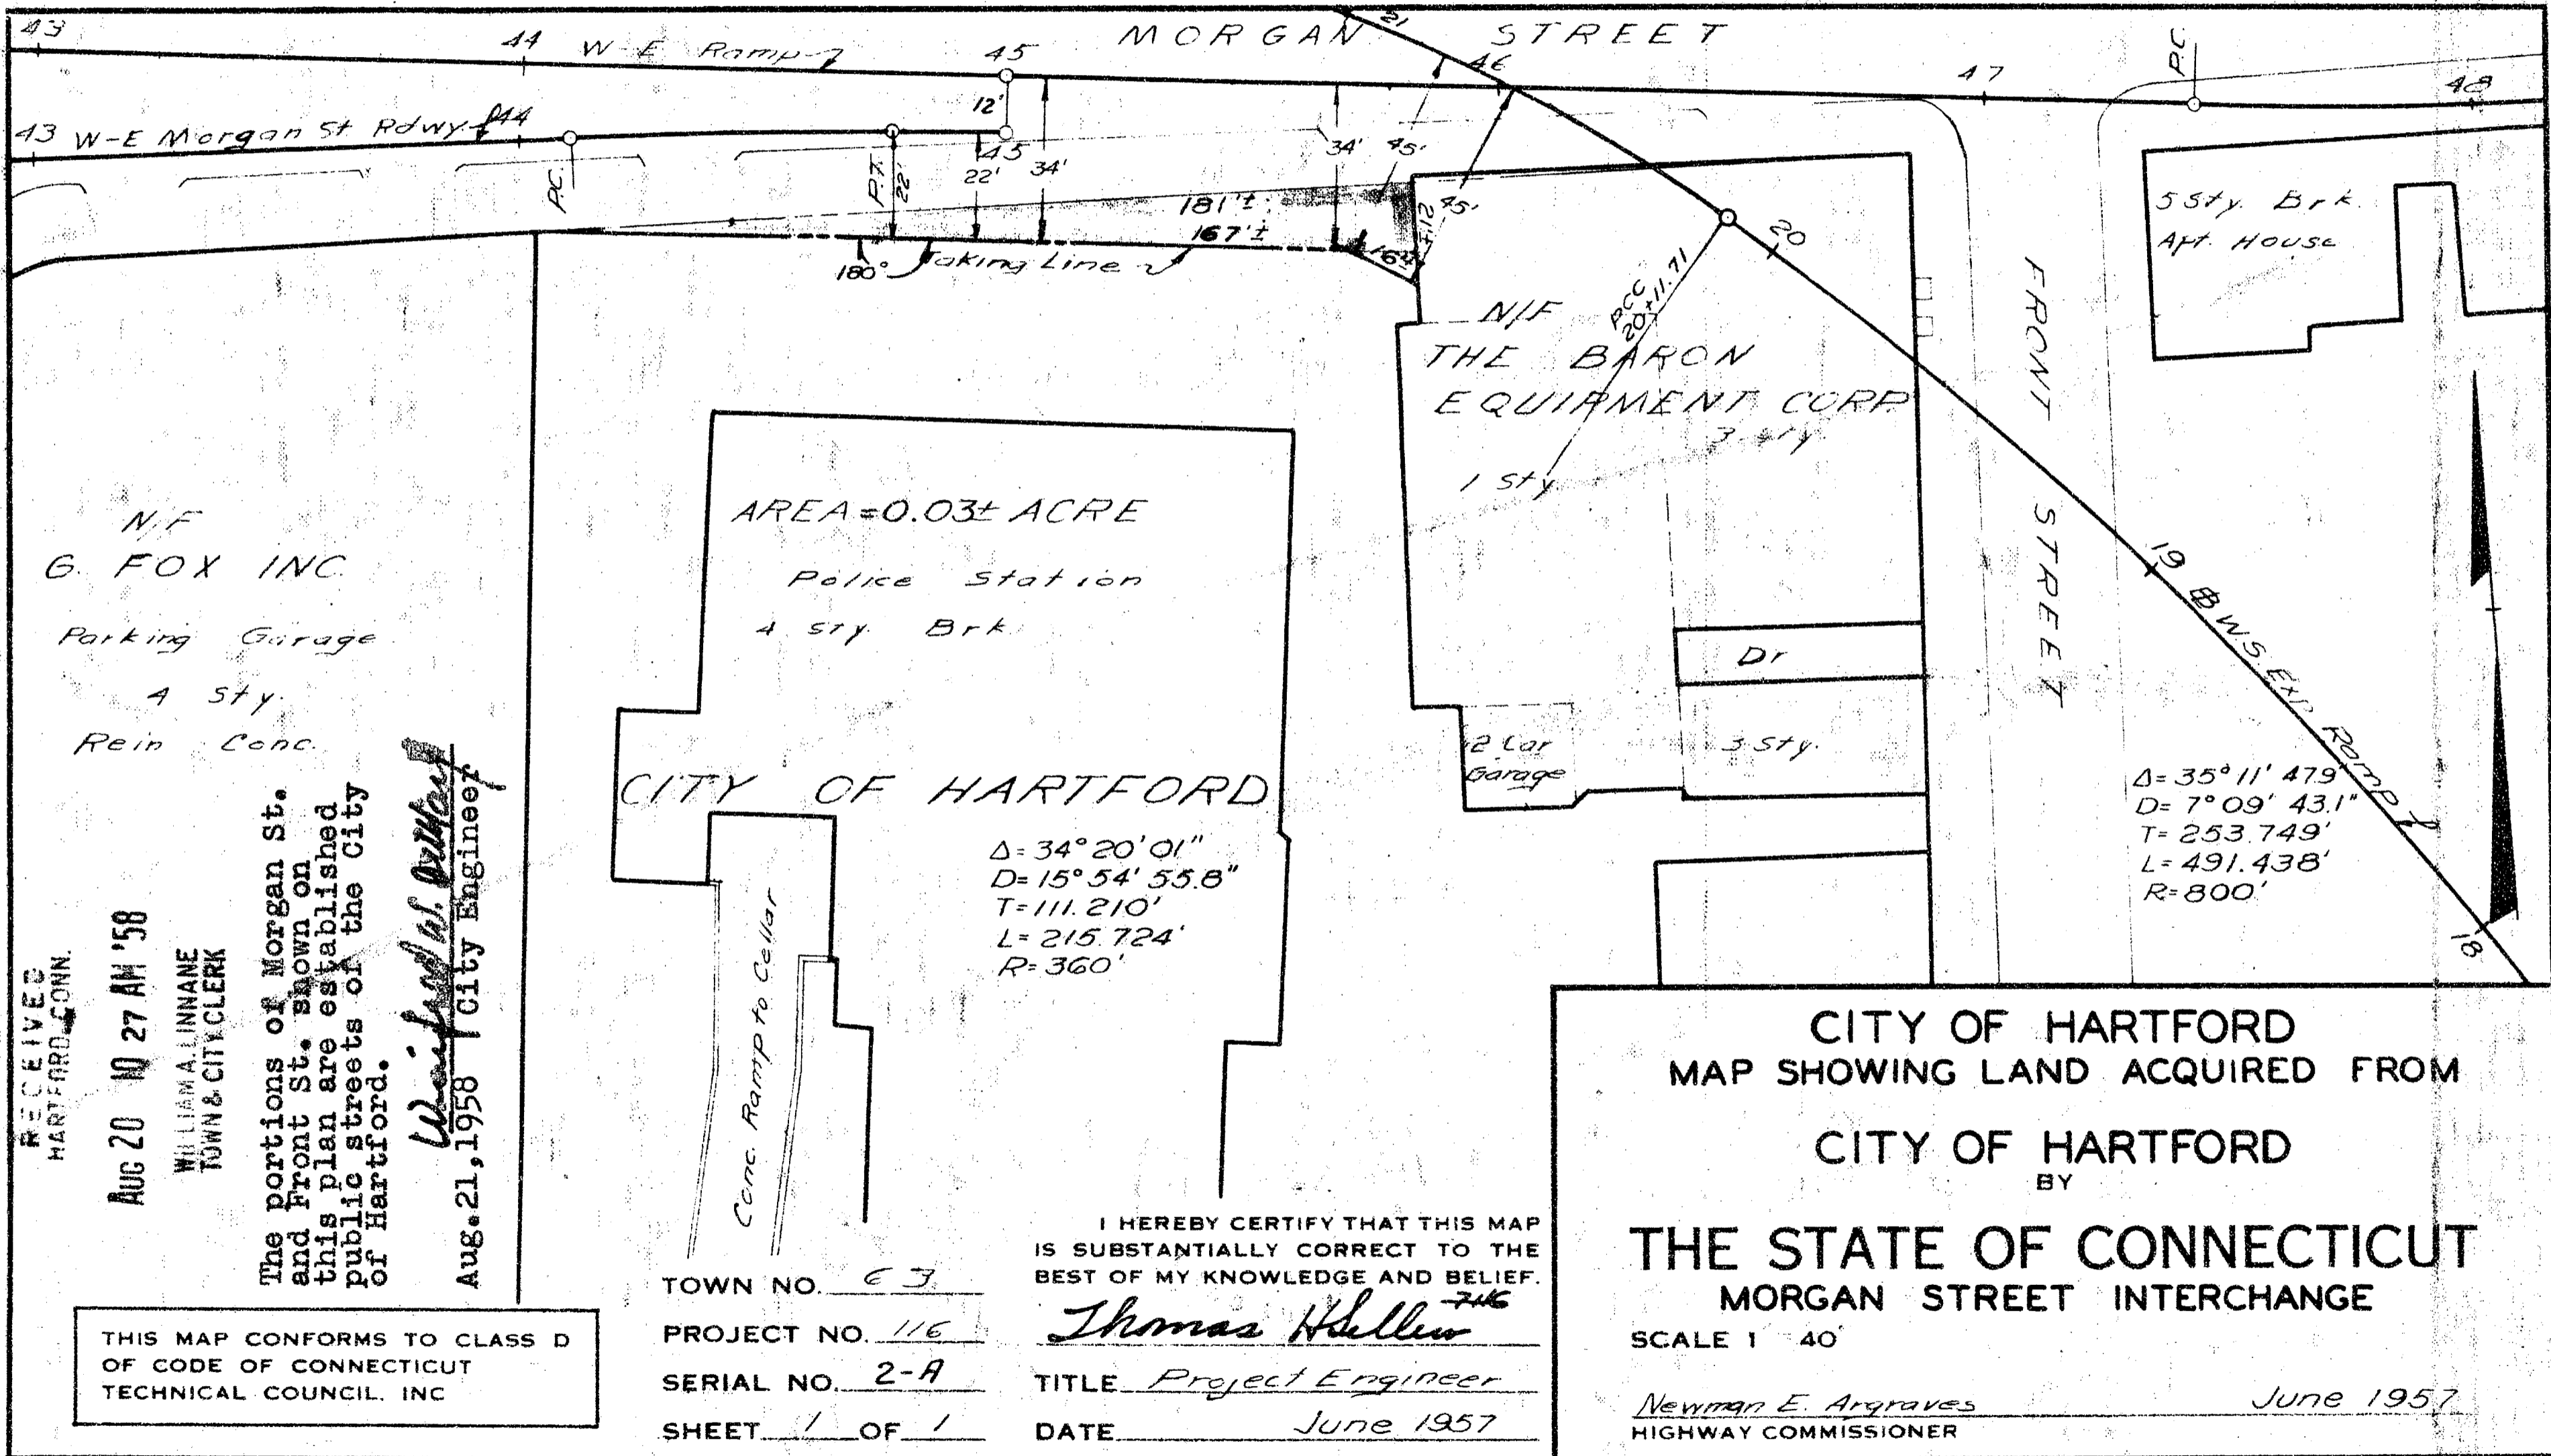 43
44
W-E Ramp
45
MORGAN STREET
21
46
47
P.C.
48
43 W-E Morgan St Rdwy
44
12'
45
P.C.
P.T.
22'
22'
34'
34'
45'
45'
181'±
167'±
21'±
16'±
180°
Taking Line
20
PCC
20+11.71
5 Sty. Brk.
Apt. House
N/F
THE BARON
EQUIPMENT CORP.
3 sty
1 sty
FRONT STREET
AREA=0.03± ACRE
Police Station
4 sty. Brk.
N/F
G. FOX INC.
Parking Garage
4 sty.
Rein Conc.
19
W.S. Exp. Ramp
18
Dr
2 Car
Garage
3 Sty.
CITY OF HARTFORD
Δ= 34° 20' 01"
D= 15° 54' 55.8"
T= 111.210'
L= 215.724'
R= 360'
Δ= 35° 11' 47.9"
D= 7° 09' 43.1"
T= 253.749'
L= 491.438'
R= 800'
Conc. Ramp to Cellar
RECEIVED
HARTFORD, CONN.
AUG 20 10 27 AM '58
WILLIAM A. LINNANE
TOWN & CITY CLERK
The portions of Morgan St.
and Front St. shown on
this plan are established
public streets of the City
of Hartford.
Aug. 21, 1958 City Engineer
THIS MAP CONFORMS TO CLASS D
OF CODE OF CONNECTICUT
TECHNICAL COUNCIL. INC
TOWN NO. 63
PROJECT NO. 116
SERIAL NO. 2-A
SHEET 1 OF 1
I HEREBY CERTIFY THAT THIS MAP
IS SUBSTANTIALLY CORRECT TO THE
BEST OF MY KNOWLEDGE AND BELIEF.
Thomas H Sellew
TITLE Project Engineer
DATE June 1957
CITY OF HARTFORD
MAP SHOWING LAND ACQUIRED FROM
CITY OF HARTFORD
BY
THE STATE OF CONNECTICUT
MORGAN STREET INTERCHANGE
SCALE 1 40'
Newman E. Argraves June 1957
HIGHWAY COMMISSIONER